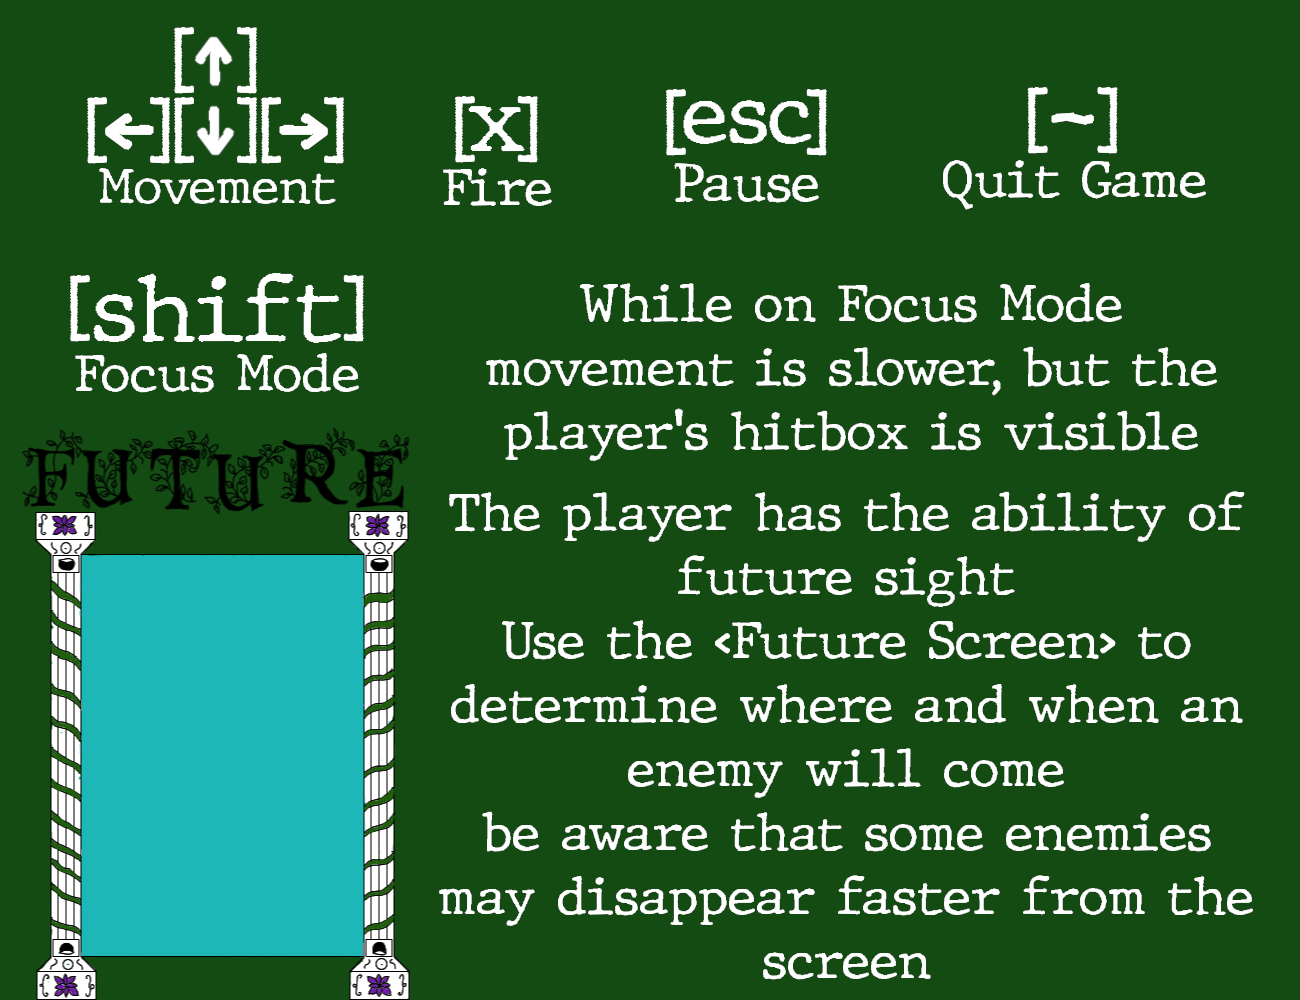 [↑]
[←][↓][→]
Movement
[x]
Fire
[esc]
Pause
[~]
Quit Game
[shift]
Focus Mode
While on Focus Mode
movement is slower, but the
player's hitbox is visible
FUTURE
The player has the ability of
future sight
Use the <Future Screen> to
determine where and when an
enemy will come
be aware that some enemies
may disappear faster from the
screen